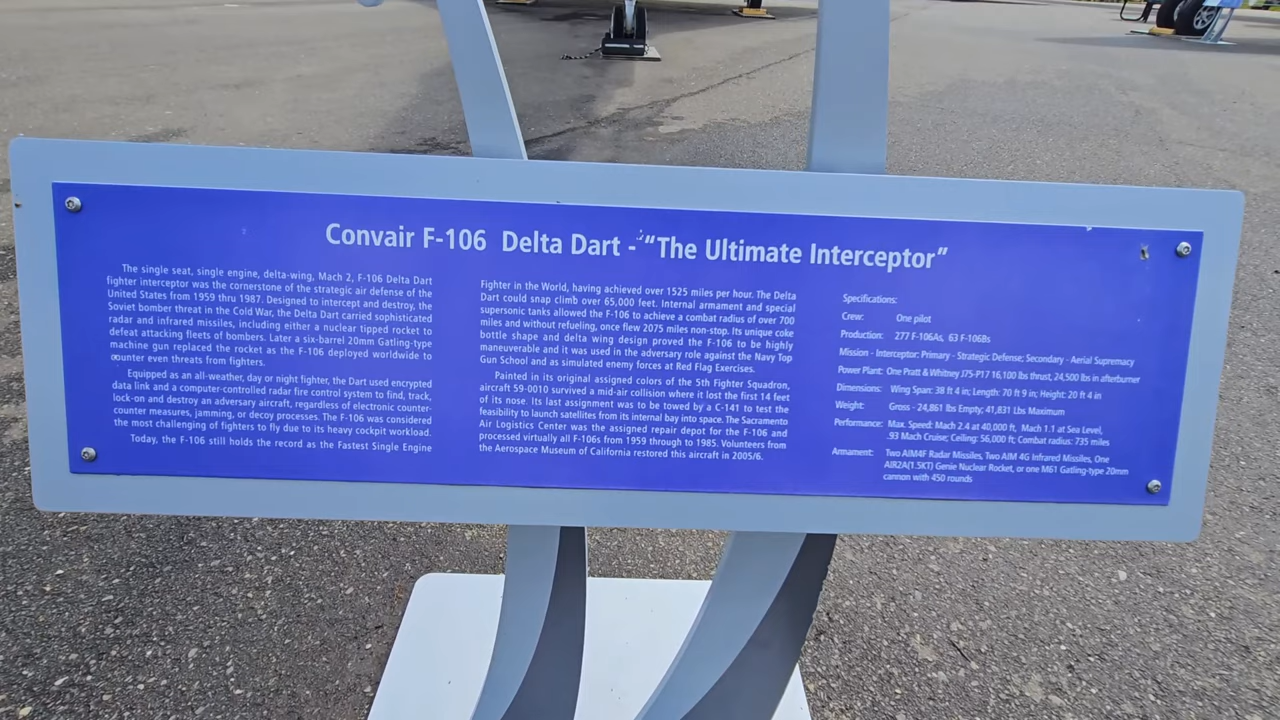 Convair F-106 Delta Dart - "The Ultimate Interceptor"
The single seat, single engine, delta-wing, Mach 2, F-106 Delta Dart
fighter interceptor was the cornerstone of the strategic air defense of the
United States from 1959 thru 1987. Designed to intercept and destroy, the
Soviet bomber threat in the Cold War, the Delta Dart carried sophisticated
radar and infrared missiles, including either a nuclear tipped rocket to
defeat attacking fleets of bombers. Later a six-barrel 20mm Gatling-type
machine gun replaced the rocket as the F-106 deployed worldwide to
counter even threats from fighters.
Equipped as an all-weather, day or night fighter, the Dart used encrypted
data link and a computer-controlled radar fire control system to find, track,
lock-on and destroy an adversary aircraft, regardless of electronic counter-
counter measures, jamming, or decoy processes. The F-106 was considered
the most challenging of fighters to fly due to its heavy cockpit workload.
Today, the F-106 still holds the record as the Fastest Single Engine
Fighter in the World, having achieved over 1525 miles per hour. The Delta
Dart could snap climb over 65,000 feet. Internal armament and special
supersonic tanks allowed the F-106 to achieve a combat radius of over 700
miles and without refueling, once flew 2075 miles non-stop. Its unique coke
bottle shape and delta wing design proved the F-106 to be highly
maneuverable and it was used in the adversary role against the Navy Top
Gun School and as simulated enemy forces at Red Flag Exercises.
Painted in its original assigned colors of the 5th Fighter Squadron,
aircraft 59-0010 survived a mid-air collision where it lost the first 14 feet
of its nose. Its last assignment was to be towed by a C-141 to test the
feasibility to launch satellites from its internal bay into space. The Sacramento
Air Logistics Center was the assigned repair depot for the F-106 and
processed virtually all F-106s from 1959 through to 1985. Volunteers from
the Aerospace Museum of California restored this aircraft in 2005/6.
Specifications:
Crew: One pilot
Production: 277 F-106As, 63 F-106Bs
Mission - Interceptor: Primary - Strategic Defense; Secondary - Aerial Supremacy
Power Plant: One Pratt & Whitney J75-P17 16,100 lbs thrust, 24,500 lbs in afterburner
Dimensions: Wing Span: 38 ft 4 in; Length: 70 ft 9 in; Height: 20 ft 4 in
Weight: Gross - 24,861 lbs Empty; 41,831 Lbs Maximum
Performance: Max. Speed: Mach 2.4 at 40,000 ft, Mach 1.1 at Sea Level,
.93 Mach Cruise; Ceiling: 56,000 ft; Combat radius: 735 miles
Armament: Two AIM4F Radar Missiles, Two AIM 4G Infrared Missiles, One
AIR2A(1.5KT) Genie Nuclear Rocket, or one M61 Gatling-type 20mm
cannon with 450 rounds